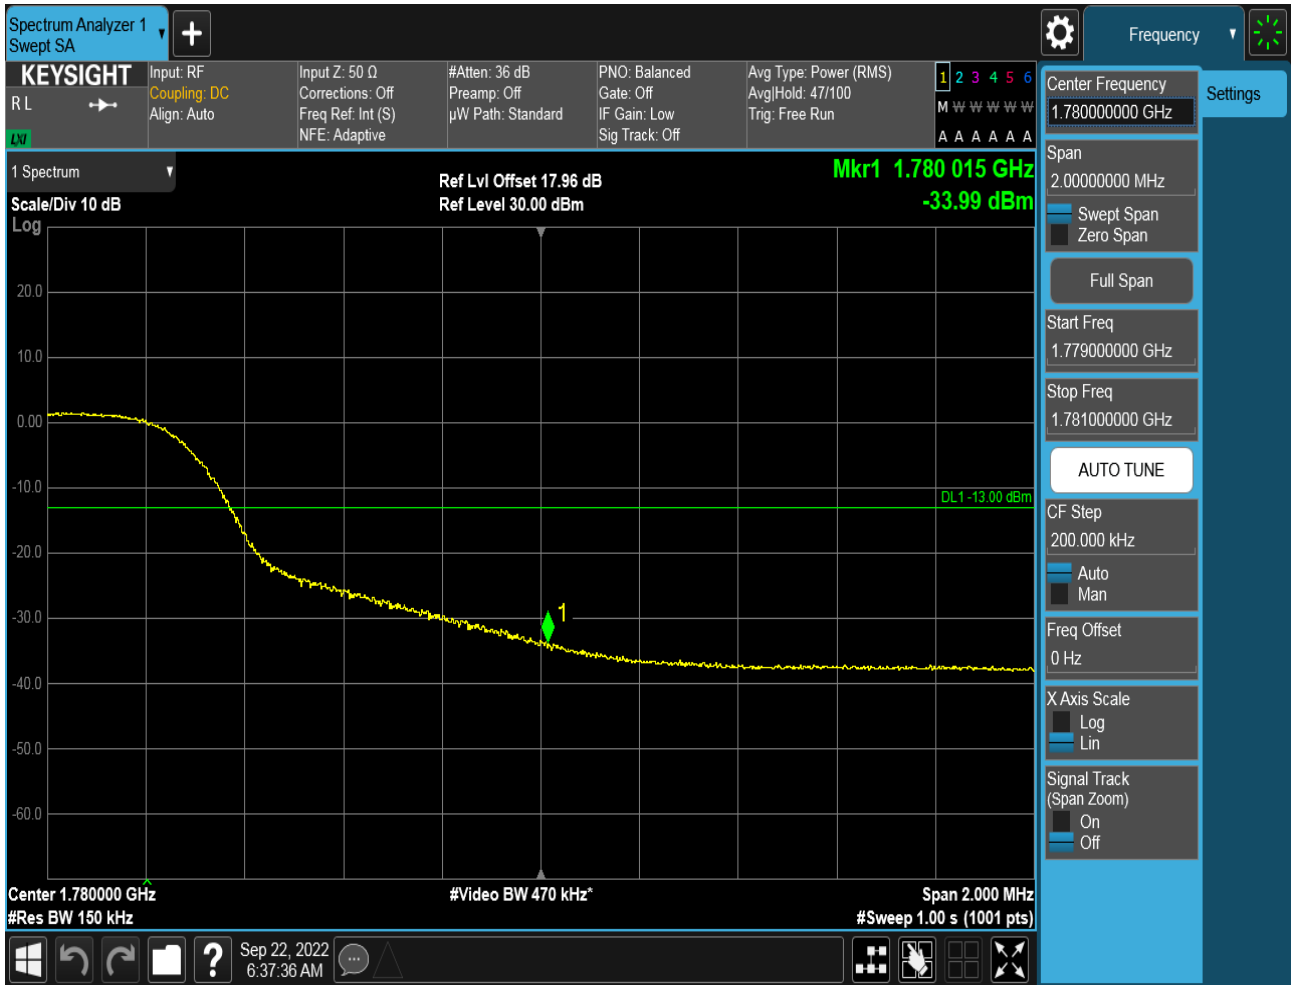 Spectrum Analyzer 1
Swept SA
Frequency
KEYSIGHT
R L
LXI
Input: RF
Coupling: DC
Align: Auto
Input Z: 50 Ω
Corrections: Off
Freq Ref: Int (S)
NFE: Adaptive
#Atten: 36 dB
Preamp: Off
µW Path: Standard
PNO: Balanced
Gate: Off
IF Gain: Low
Sig Track: Off
Avg Type: Power (RMS)
Avg|Hold: 47/100
Trig: Free Run
1 2 3 4 5 6
M W W W W W
A A A A A A
1 Spectrum
Scale/Div 10 dB
Log
Ref Lvl Offset 17.96 dB
Ref Level 30.00 dBm
Mkr1 1.780 015 GHz
-33.99 dBm
20.0
10.0
0.00
-10.0
DL1 -13.00 dBm
-20.0
-30.0
1
-40.0
-50.0
-60.0
Center 1.780000 GHz
#Video BW 470 kHz*
Span 2.000 MHz
#Res BW 150 kHz
#Sweep 1.00 s (1001 pts)
Center Frequency
1.780000000 GHz
Settings
Span
2.00000000 MHz
Swept Span
Zero Span
Full Span
Start Freq
1.779000000 GHz
Stop Freq
1.781000000 GHz
AUTO TUNE
CF Step
200.000 kHz
Auto
Man
Freq Offset
0 Hz
X Axis Scale
Log
Lin
Signal Track
(Span Zoom)
On
Off
?
Sep 22, 2022
6:37:36 AM